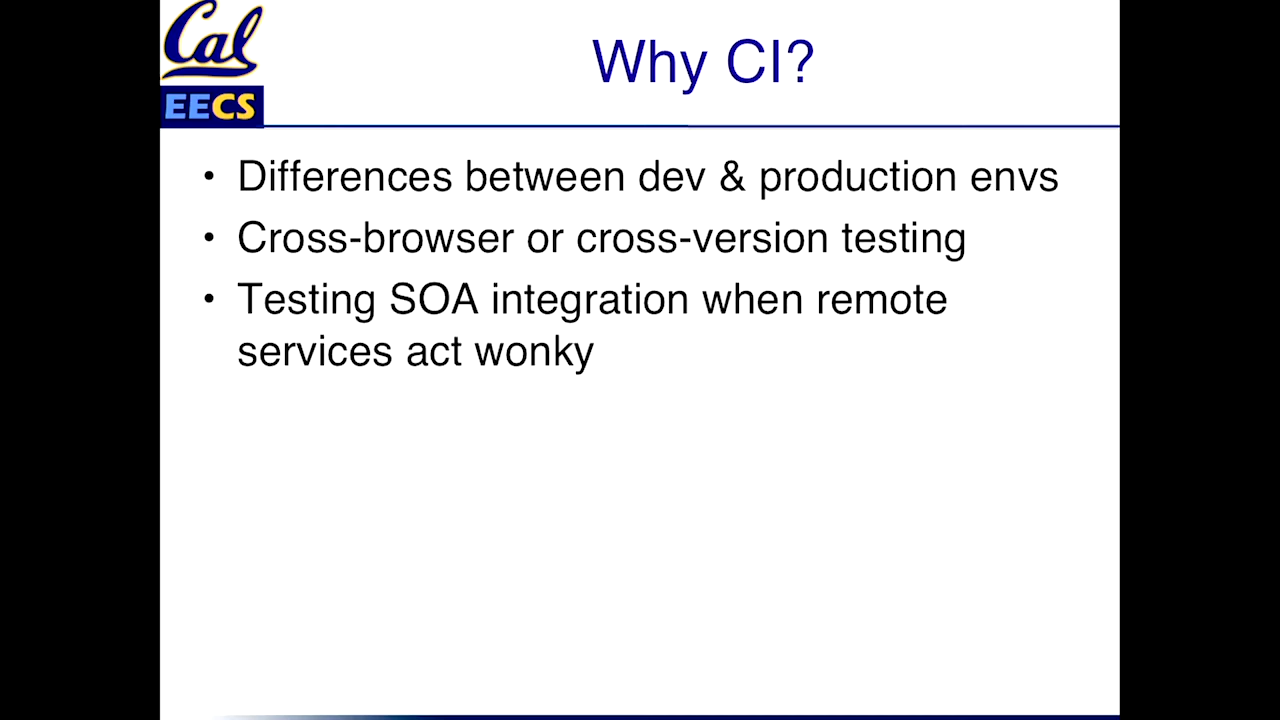 Cal
EECS
Why CI?
• Differences between dev & production envs
• Cross-browser or cross-version testing
• Testing SOA integration when remote
services act wonky